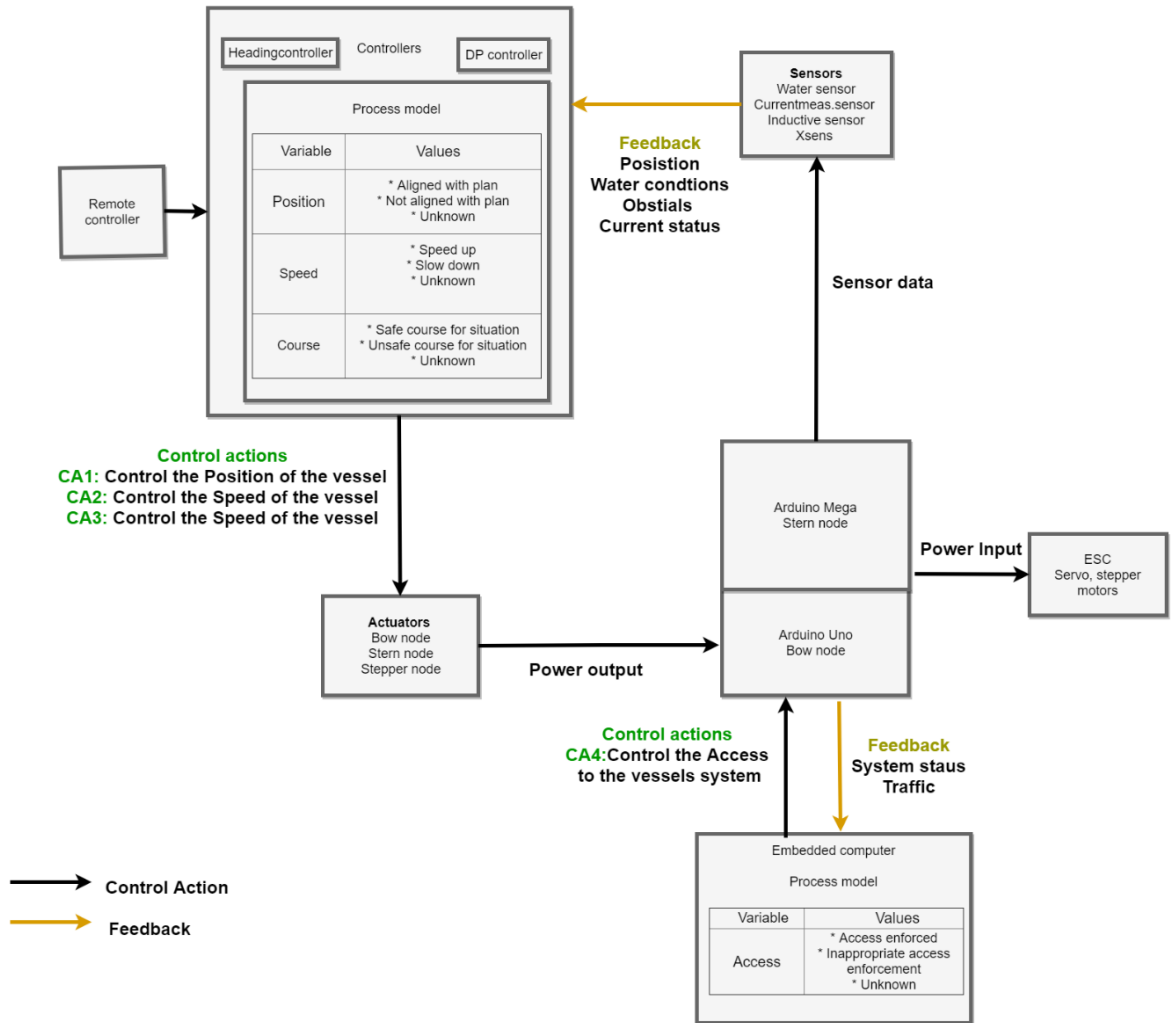 Headingcontroller
Controllers
DP controller
Process model
Variable Values
Position
* Aligned with plan
* Not aligned with plan
* Unknown
Speed
* Speed up
* Slow down
* Unknown
Course
* Safe course for situation
* Unsafe course for situation
* Unknown
Remote
controller
Sensors
Water sensor
Currentmeas.sensor
Inductive sensor
Xsens
Feedback
Posistion
Water condtions
Obstials
Current status
Sensor data
Control actions
CA1: Control the Position of the vessel
CA2: Control the Speed of the vessel
CA3: Control the Speed of the vessel
Actuators
Bow node
Stern node
Stepper node
Power output
Arduino Mega
Stern node
Arduino Uno
Bow node
Power Input
ESC
Servo, stepper
motors
Control actions
CA4:Control the Access
to the vessels system
Feedback
System staus
Traffic
Embedded computer
Process model
Variable Values
Access
* Access enforced
* Inappropriate access
enforcement
* Unknown
Control Action
Feedback